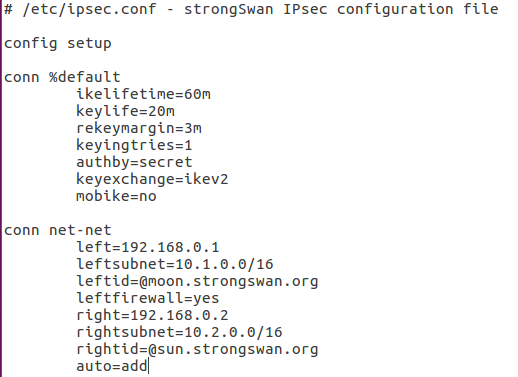 # /etc/ipsec.conf - strongSwan IPsec configuration file
config setup
conn %default
ikelifetime=60m
keylife=20m
rekeymargin=3m
keyingtries=1
authby=secret
keyexchange=ikev2
mobike=no
conn net-net
left=192.168.0.1
leftsubnet=10.1.0.0/16
leftid=@moon.strongswan.org
leftfirewall=yes
right=192.168.0.2
rightsubnet=10.2.0.0/16
rightid=@sun.strongswan.org
auto=add